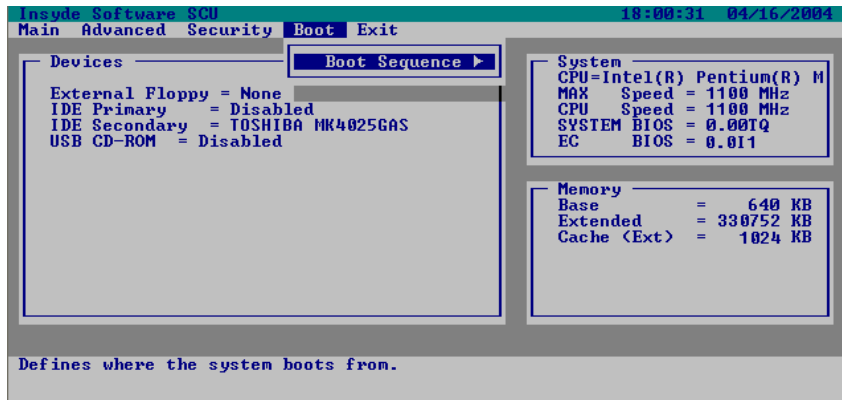 Insyde Software SCU 18:00:31 04/16/2004
Main Advanced Security Boot Exit
Boot Sequence ►
Devices
External Floppy = None
IDE Primary = Disabled
IDE Secondary = TOSHIBA MK4025GAS
USB CD-ROM = Disabled
System
CPU=Intel(R) Pentium(R) M
MAX Speed = 1100 MHz
CPU Speed = 1100 MHz
SYSTEM BIOS = 0.00TQ
EC BIOS = 0.0I1
Memory
Base = 640 KB
Extended = 330752 KB
Cache (Ext) = 1024 KB
Defines where the system boots from.